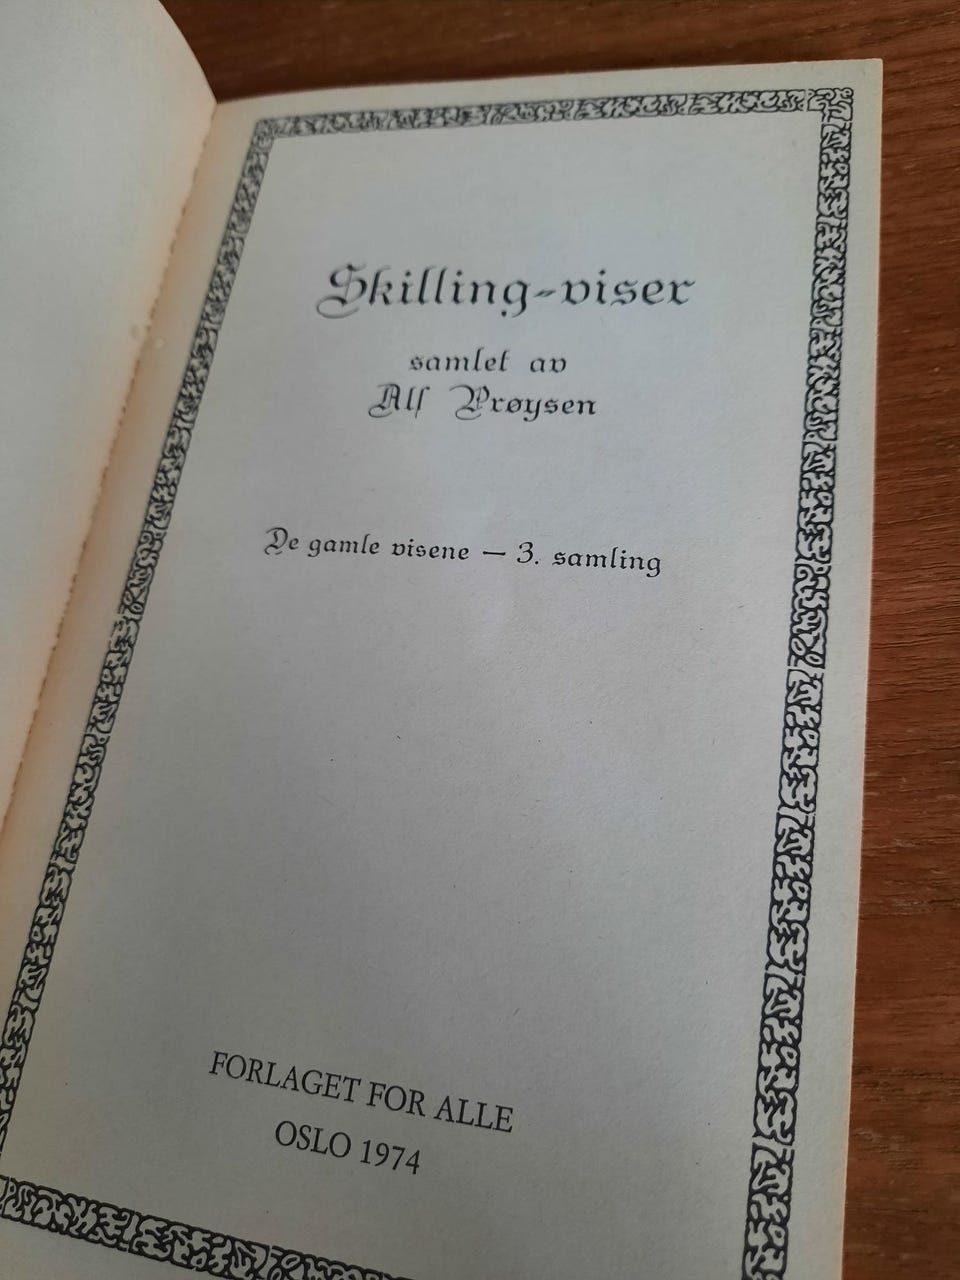 Skilling-viser
samlet av
Alf Prøysen
De gamle visene — 3. samling
FORLAGET FOR ALLE
OSLO 1974